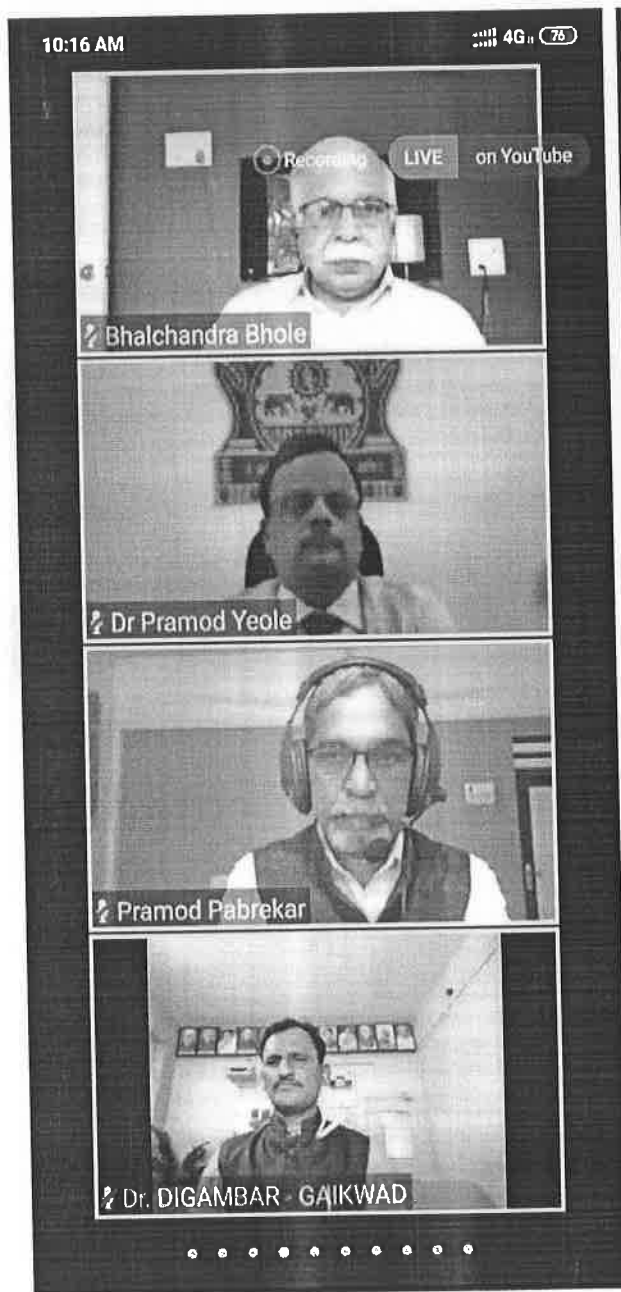 10:16 AM 4G 76
Recording LIVE on YouTube
Bhalchandra Bhole
Dr Pramod Yeole
Pramod Pabrekar
Dr. DIGAMBAR - GAIKWAD